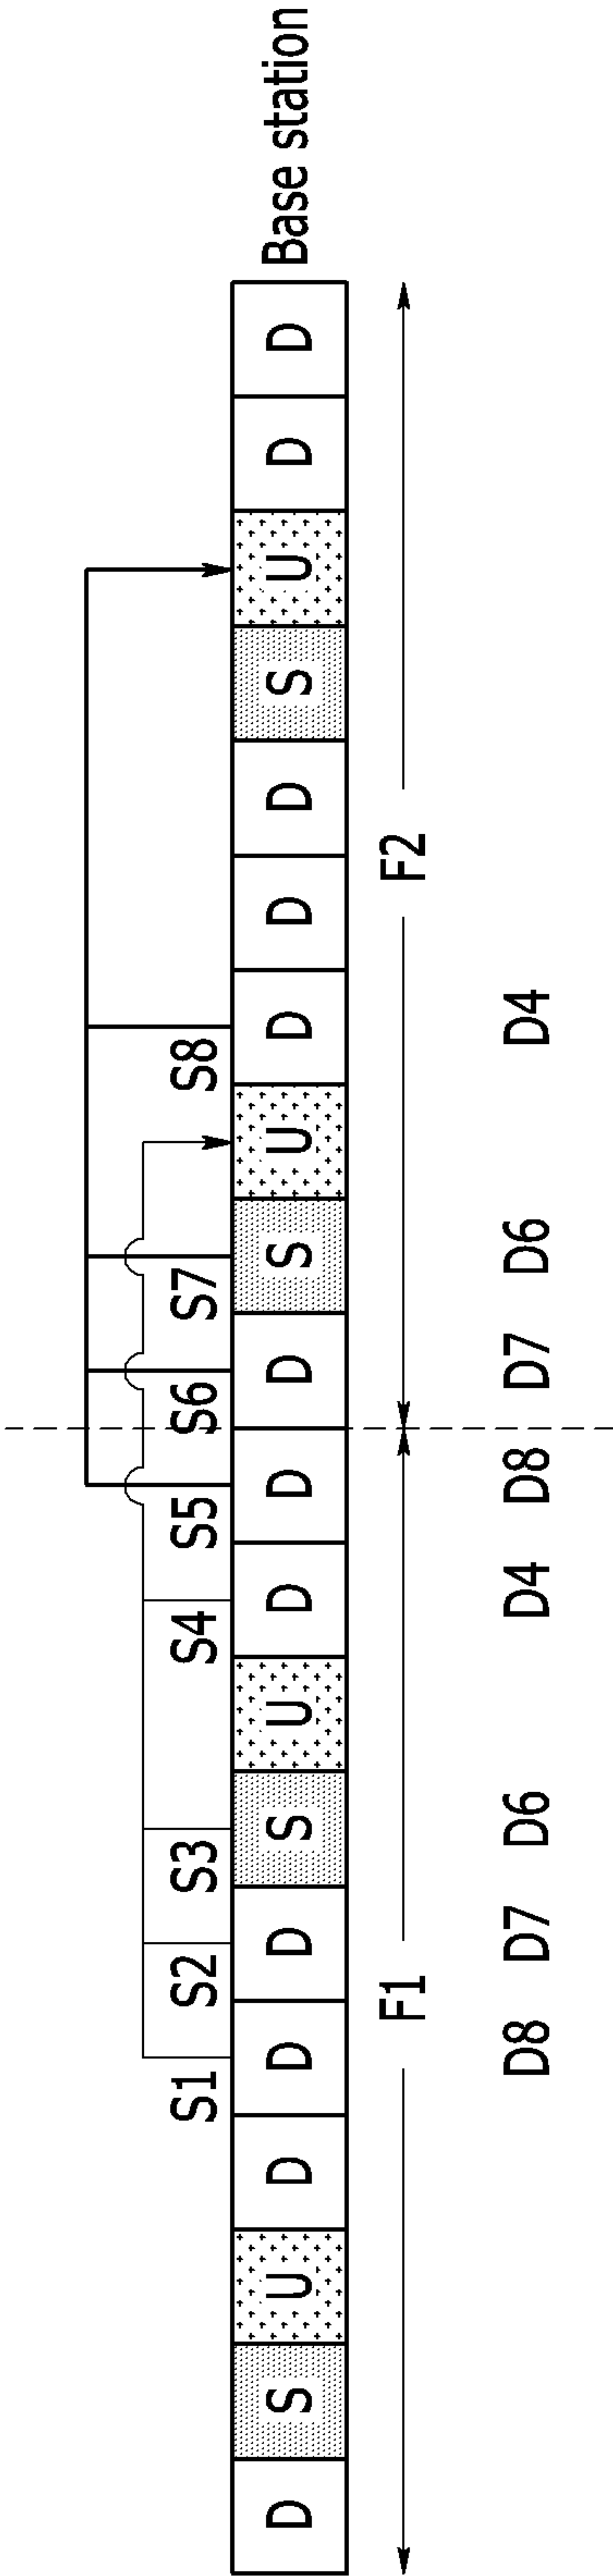 S1 S2 S3 S4 S5 S6 S7 S8
D S U D D D S U D D D S U D D D S U D D Base station
F1 F2
D8 D7 D6 D4 D8 D7 D6 D4